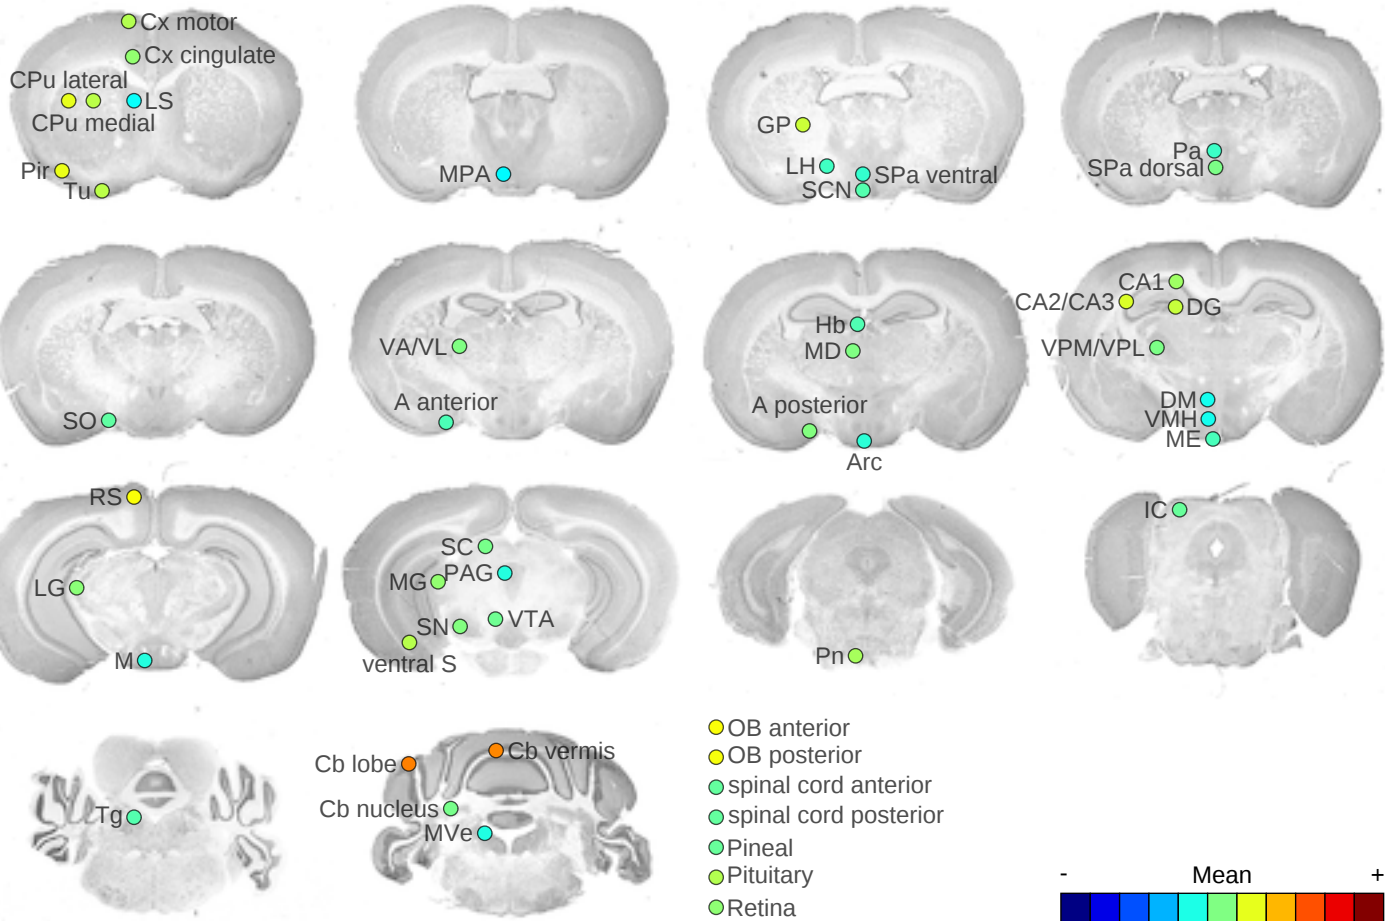 Cx motor
Cx cingulate
CPu lateral
LS
CPu medial
Pir
Tu
MPA
GP
LH
SPa ventral
SCN
Pa
SPa dorsal
SO
VA/VL
A anterior
Hb
MD
A posterior
Arc
CA1
CA2/CA3
DG
VPM/VPL
DM
VMH
ME
RS
LG
M
SC
MG
PAG
SN
VTA
ventral S
Pn
IC
Tg
Cb lobe
Cb vermis
Cb nucleus
MVe
OB anterior
OB posterior
spinal cord anterior
spinal cord posterior
Pineal
Pituitary
Retina
- Mean +